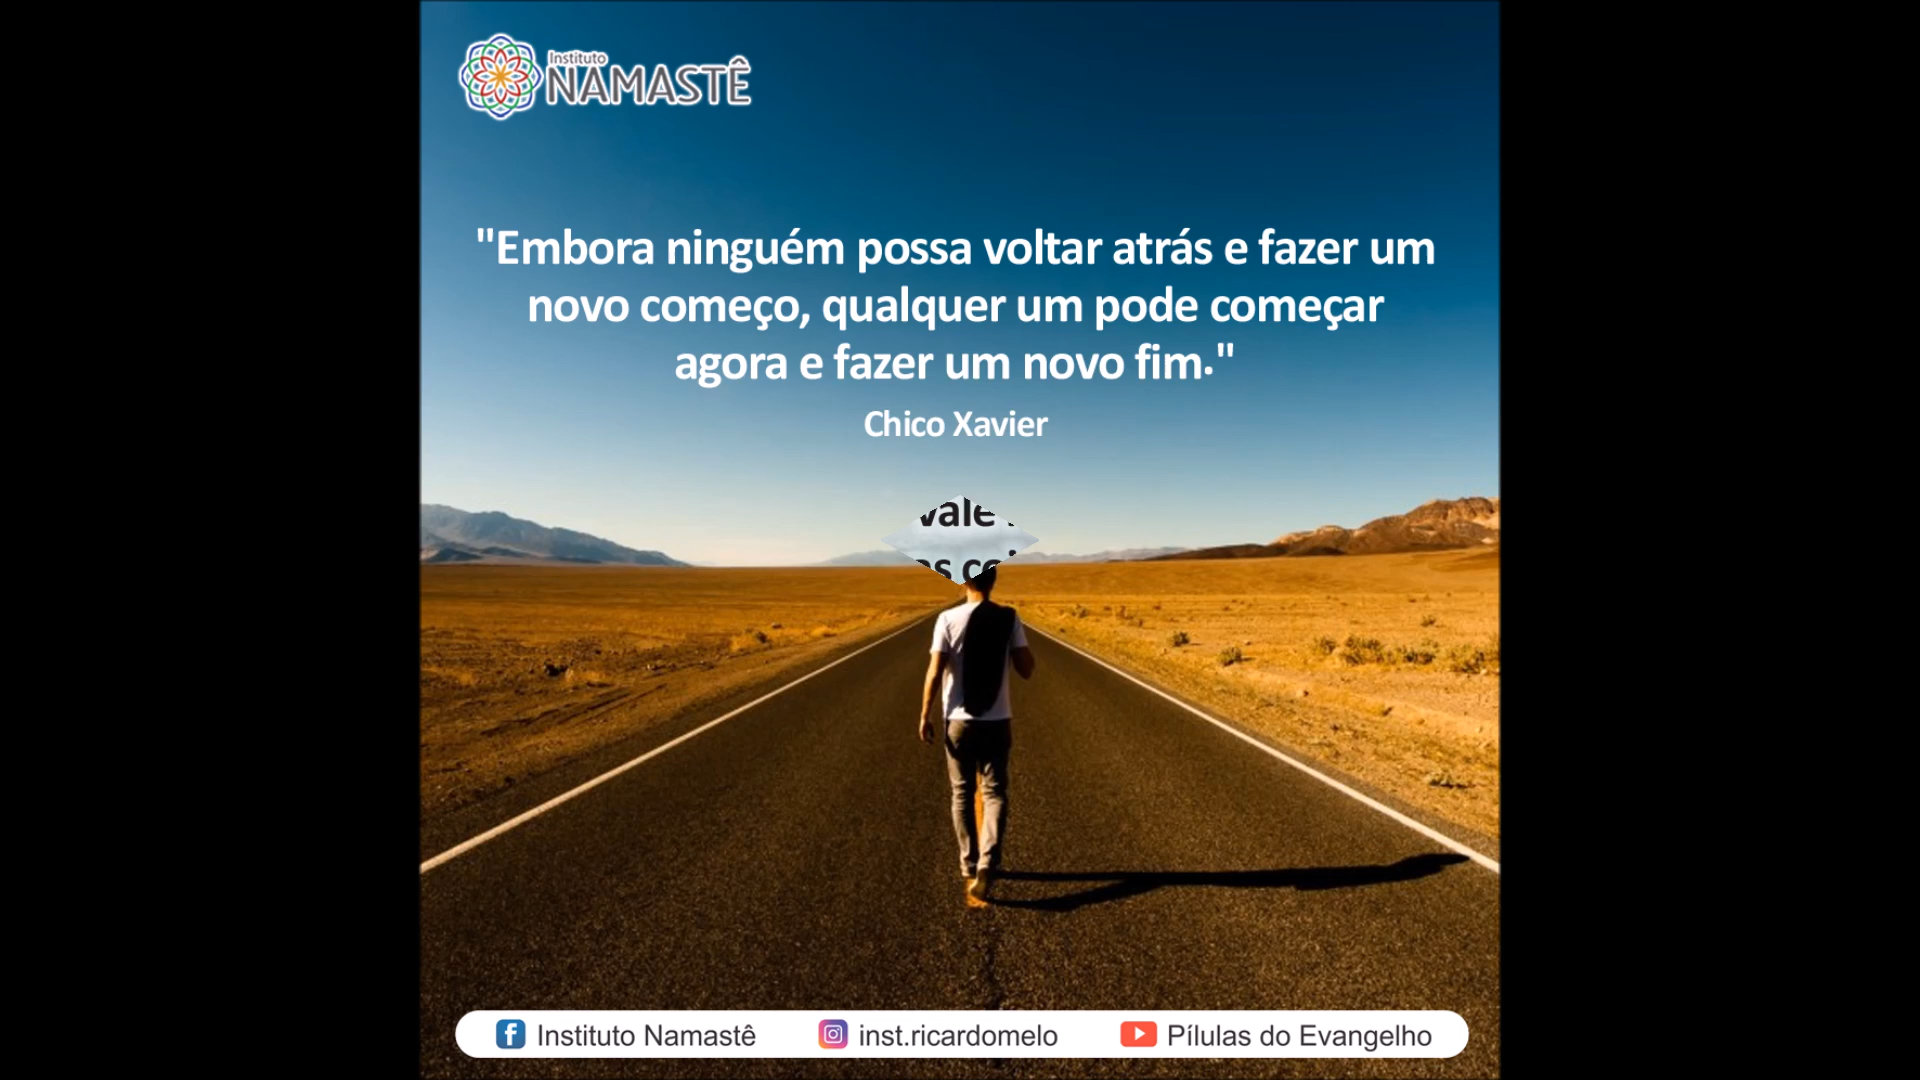 Instituto
NAMASTÊ
"Embora ninguém possa voltar atrás e fazer um
novo começo, qualquer um pode começar
agora e fazer um novo fim."
Chico Xavier
vale
Instituto Namastê
inst.ricardomelo
Pílulas do Evangelho